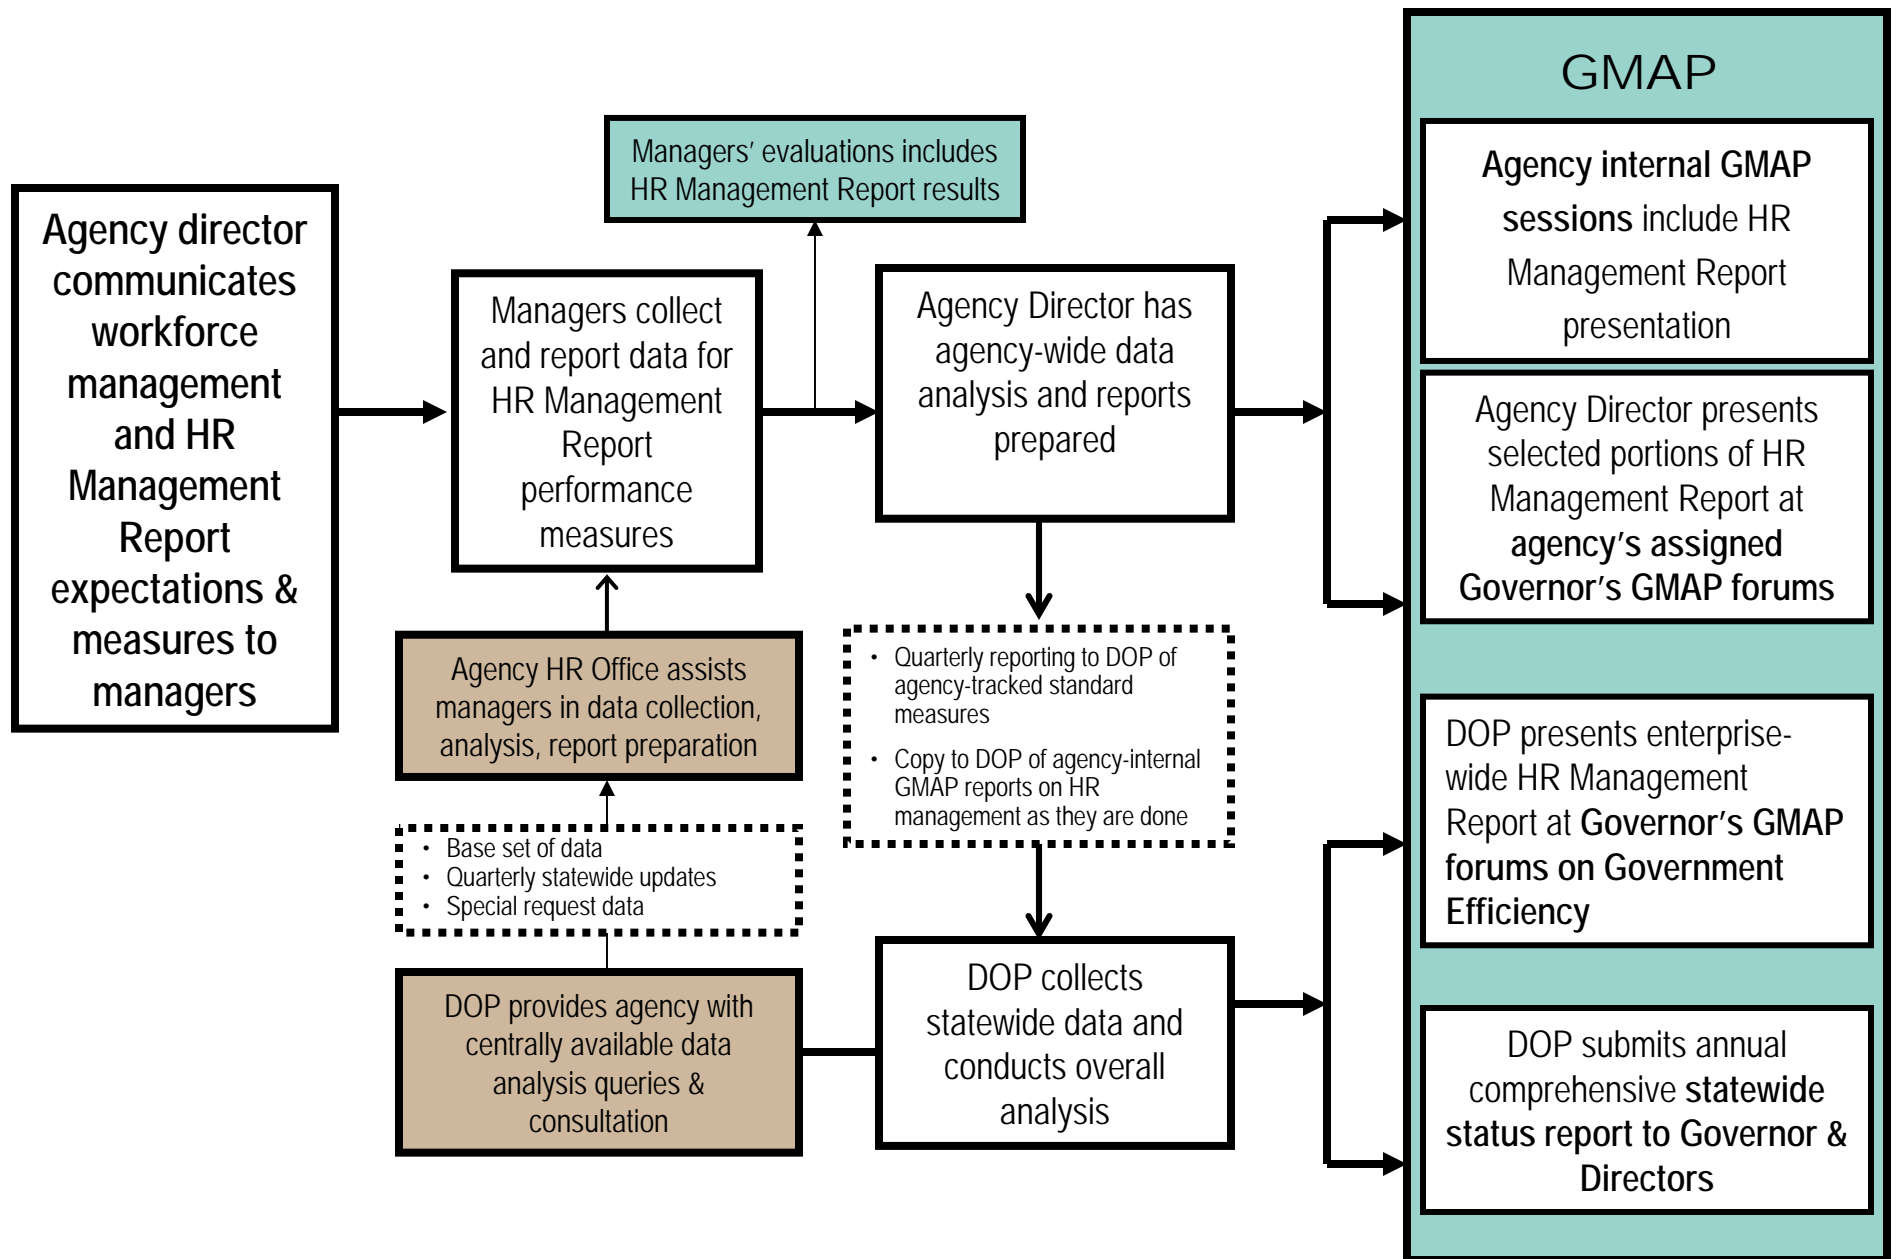 Agency director
communicates
workforce
management
and HR
Management
Report
expectations &
measures to
managers
Managers' evaluations includes
HR Management Report results
Managers collect
and report data for
HR Management
Report
performance
measures
Agency HR Office assists
managers in data collection,
analysis, report preparation
• Base set of data
• Quarterly statewide updates
• Special request data
DOP provides agency with
centrally available data
analysis queries &
consultation
Agency Director has
agency-wide data
analysis and reports
prepared
• Quarterly reporting to DOP of
agency-tracked standard
measures
• Copy to DOP of agency-internal
GMAP reports on HR
management as they are done
DOP collects
statewide data and
conducts overall
analysis
GMAP
Agency internal GMAP
sessions include HR
Management Report
presentation
Agency Director presents
selected portions of HR
Management Report at
agency's assigned
Governor's GMAP forums
DOP presents enterprise-
wide HR Management
Report at Governor's GMAP
forums on Government
Efficiency
DOP submits annual
comprehensive statewide
status report to Governor &
Directors